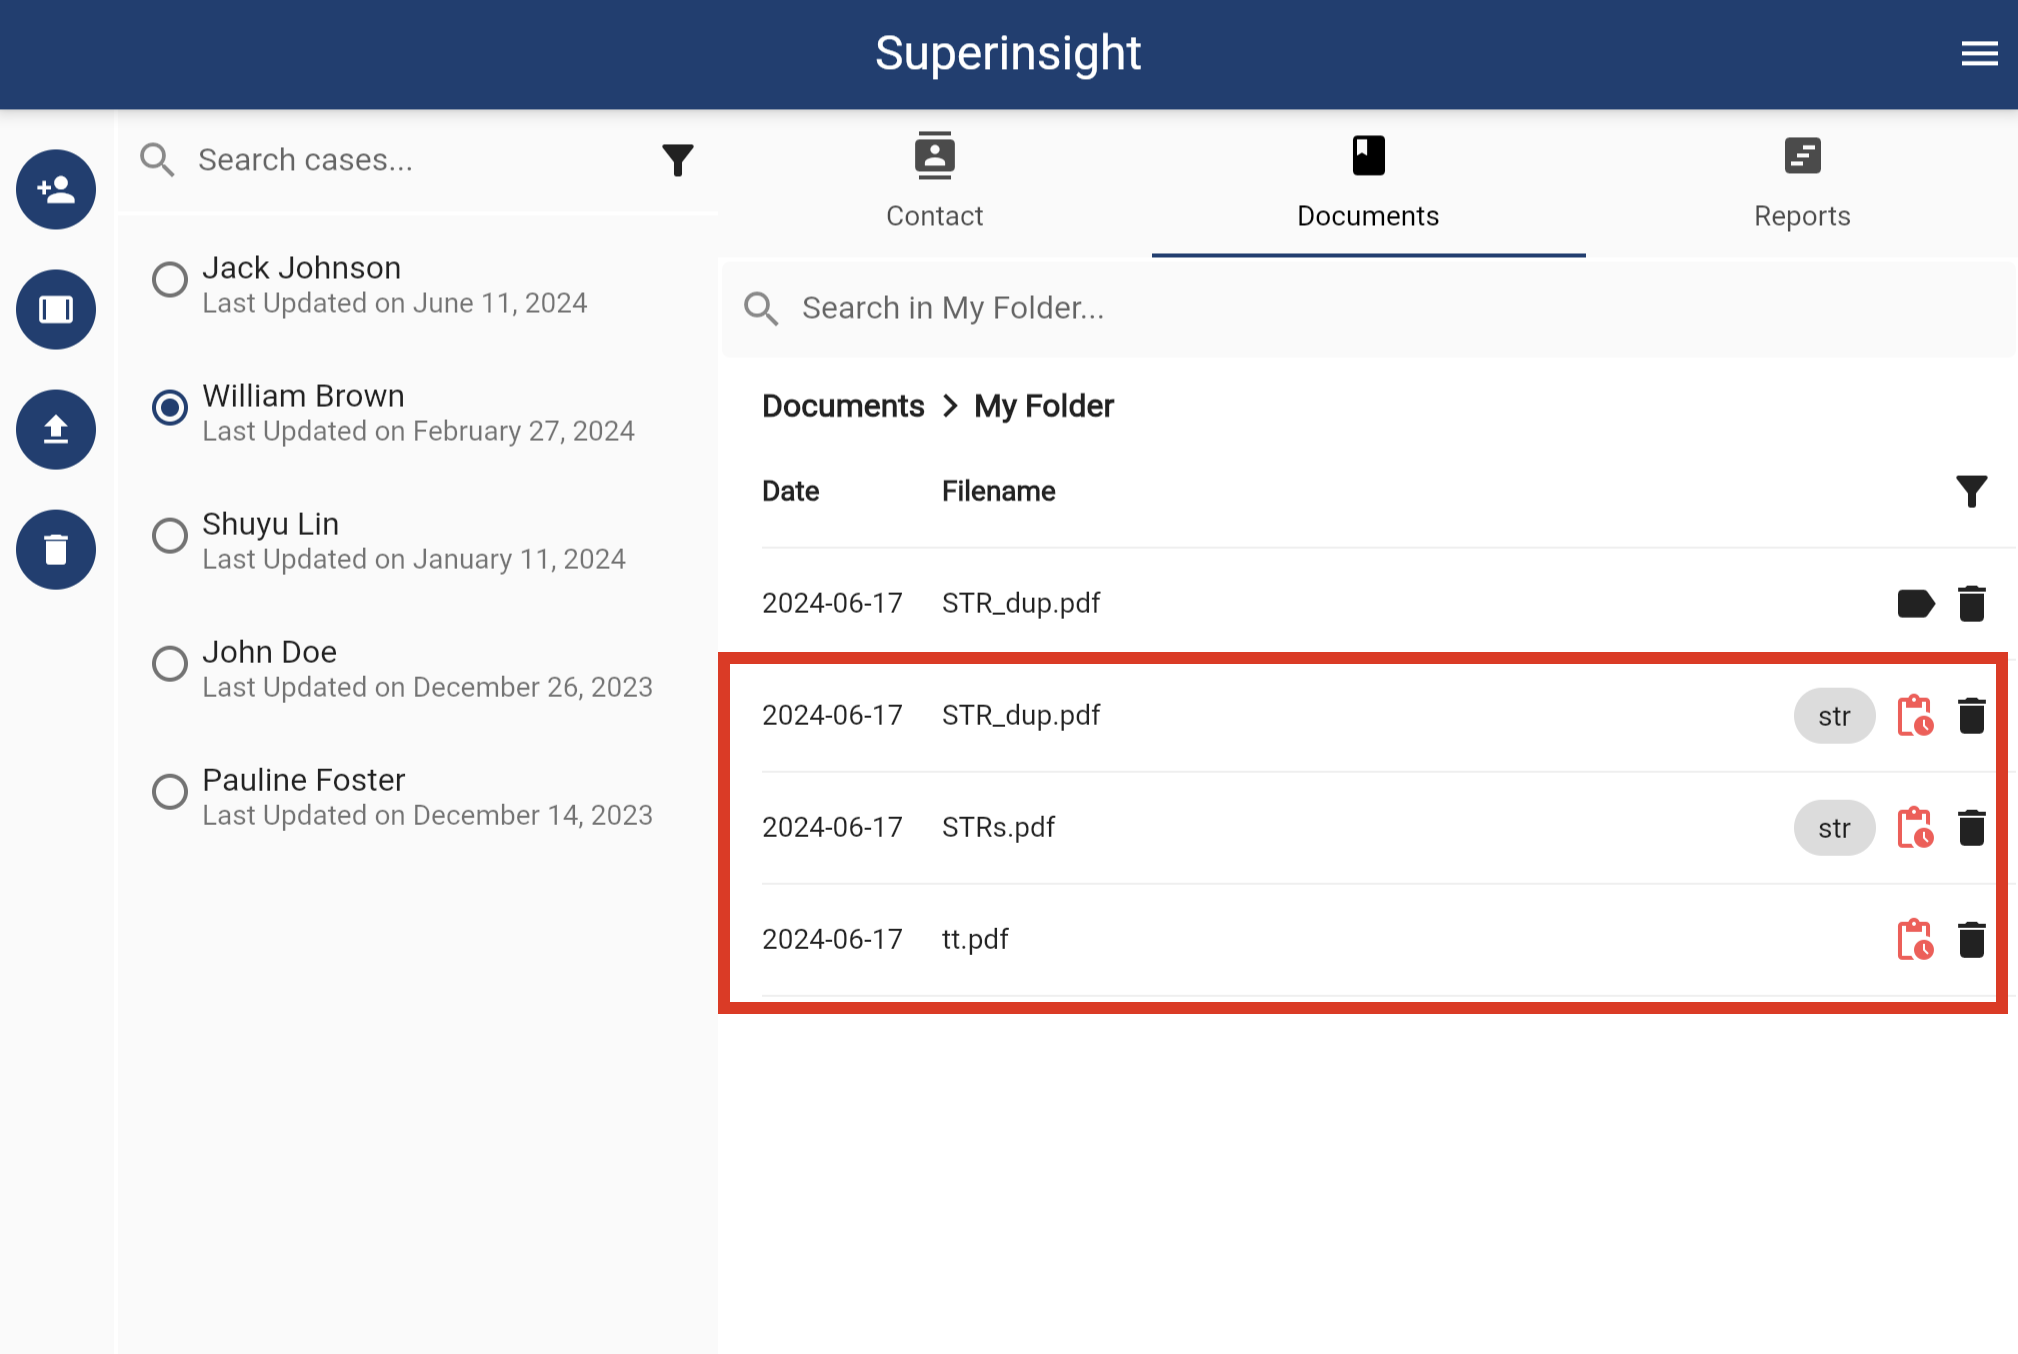 Superinsight
Search cases...
Jack Johnson
Last Updated on June 11, 2024
William Brown
Last Updated on February 27, 2024
Shuyu Lin
Last Updated on January 11, 2024
John Doe
Last Updated on December 26, 2023
Pauline Foster
Last Updated on December 14, 2023
Contact
Documents
Reports
Search in My Folder...
Documents > My Folder
Date Filename
2024-06-17 STR_dup.pdf
2024-06-17 STR_dup.pdf str
2024-06-17 STRs.pdf str
2024-06-17 tt.pdf